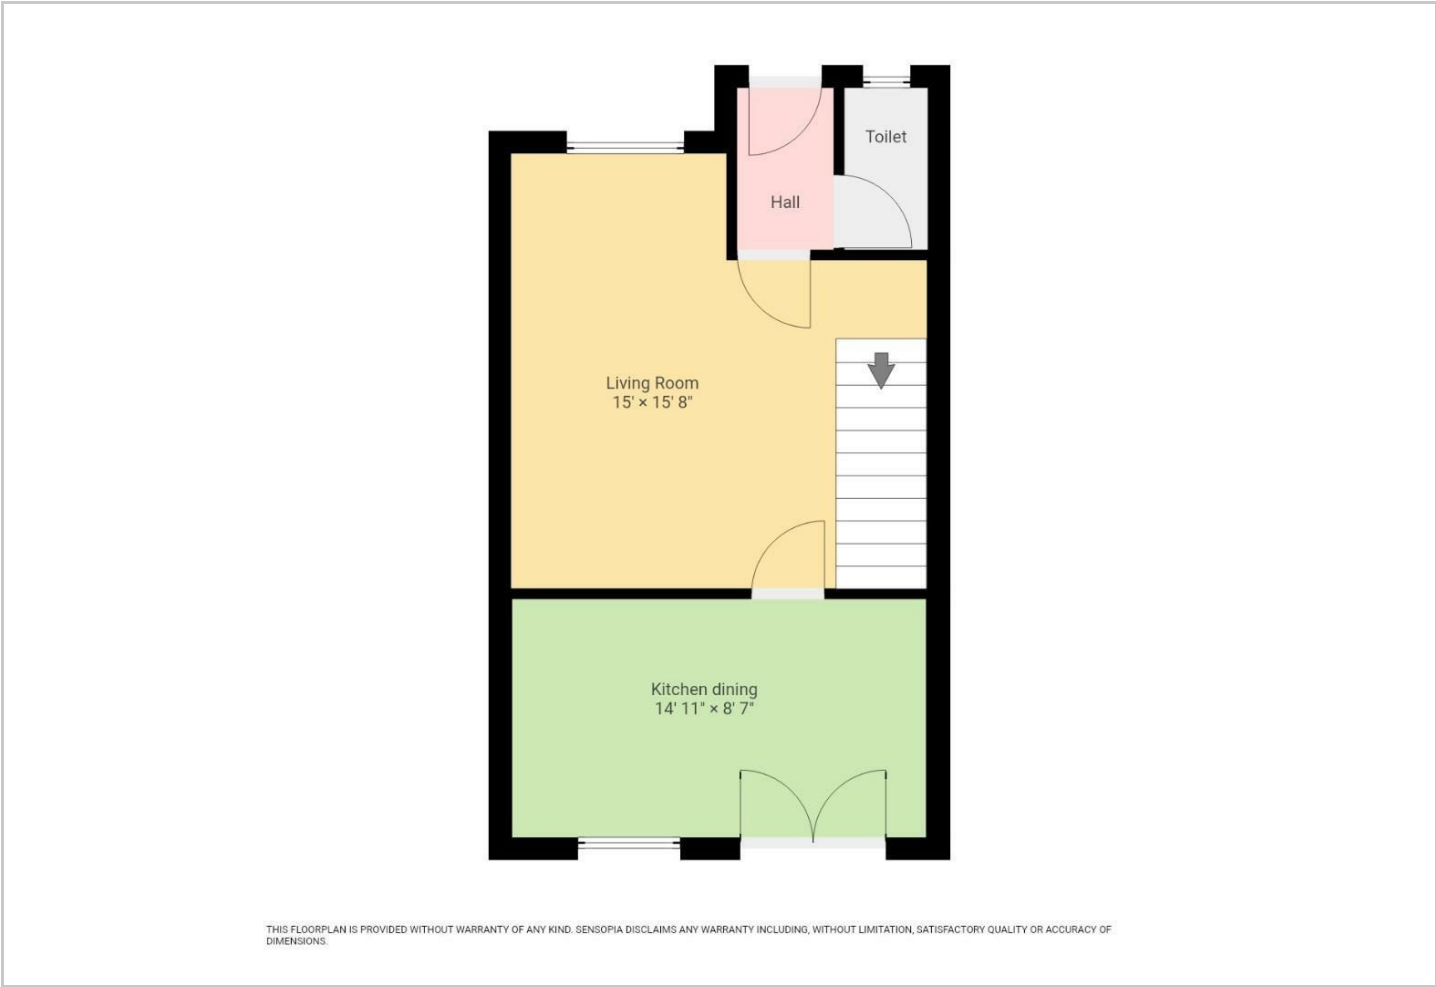 Toilet
Hall
Living Room
15' × 15' 8"
Kitchen dining
14' 11" × 8' 7"
THIS FLOORPLAN IS PROVIDED WITHOUT WARRANTY OF ANY KIND. SENSOPIA DISCLAIMS ANY WARRANTY INCLUDING, WITHOUT LIMITATION, SATISFACTORY QUALITY OR ACCURACY OF
DIMENSIONS.